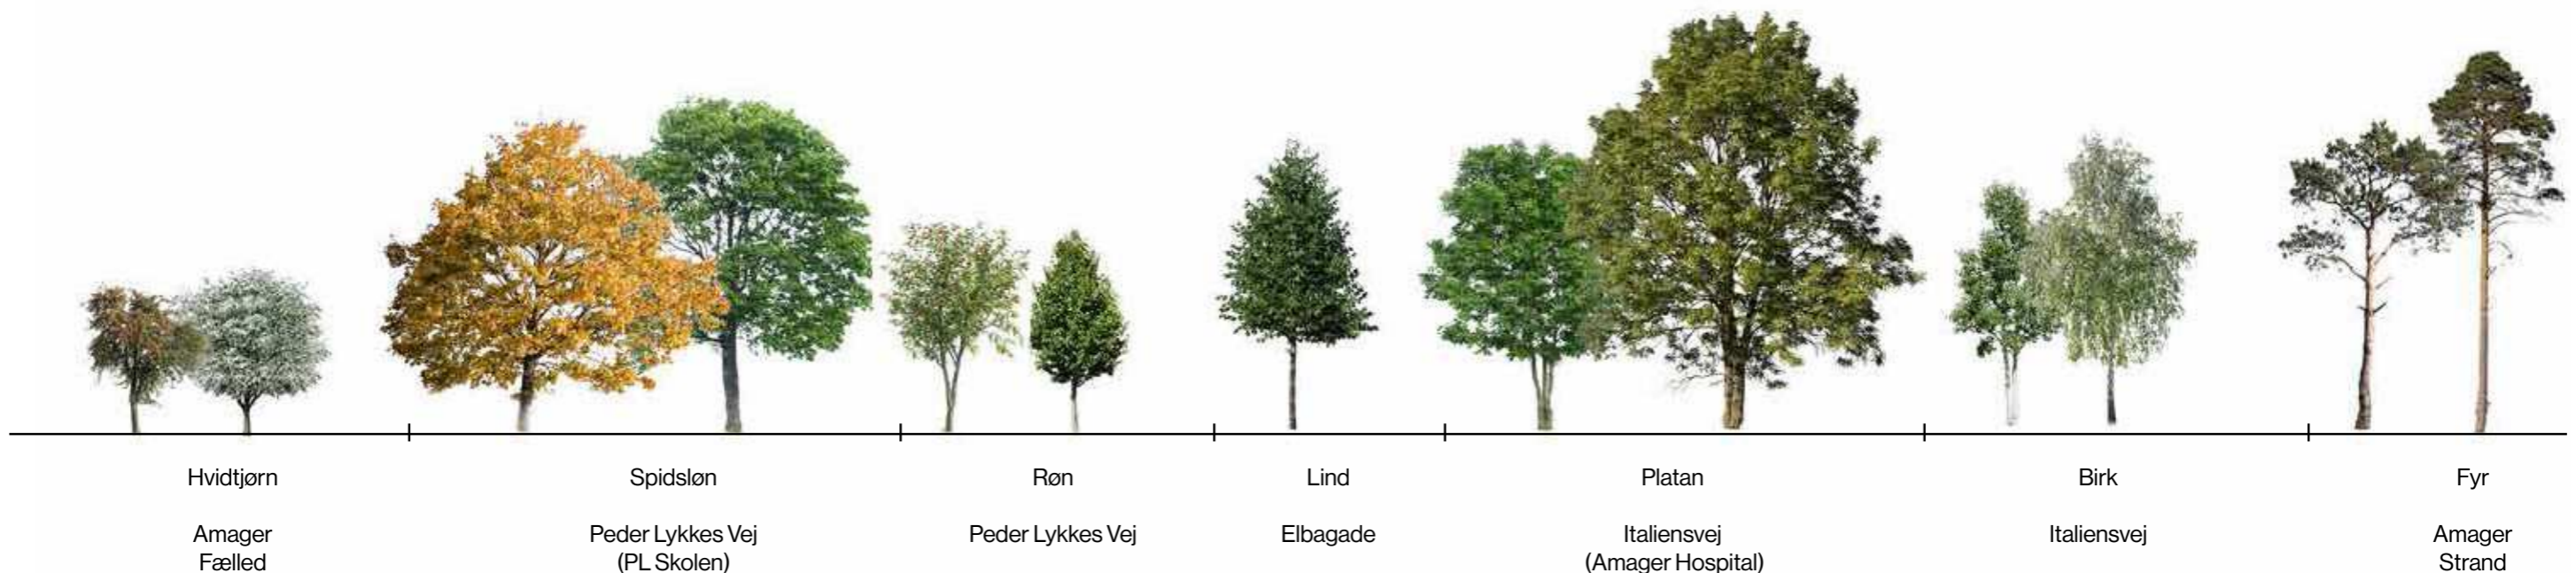 Hvidtjørn
Spidsløn
Røn
Lind
Platan
Birk
Fyr
Amager
Fælled
Peder Lykkes Vej
(PL Skolen)
Peder Lykkes Vej
Elbagade
Italiensvej
(Amager Hospital)
Italiensvej
Amager
Strand